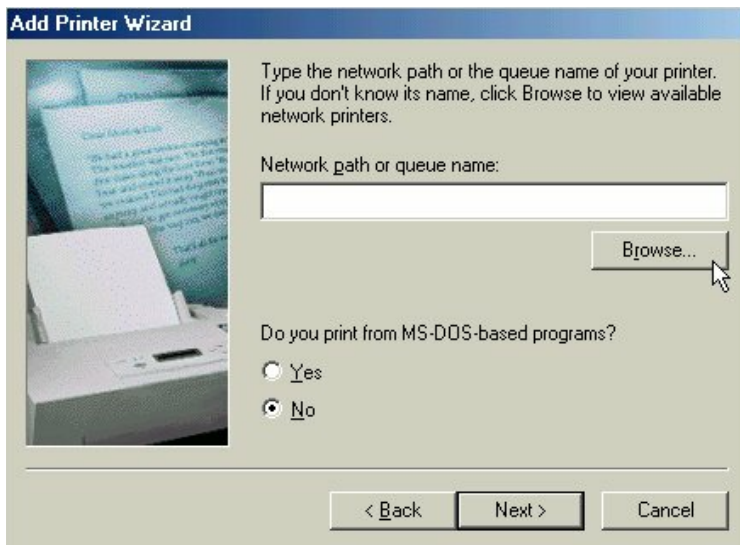 Add Printer Wizard
Type the network path or the queue name of your printer.
If you don't know its name, click Browse to view available
network printers.
Network path or queue name:
Browse...
Do you print from MS-DOS-based programs?
Yes
No
< Back
Next >
Cancel